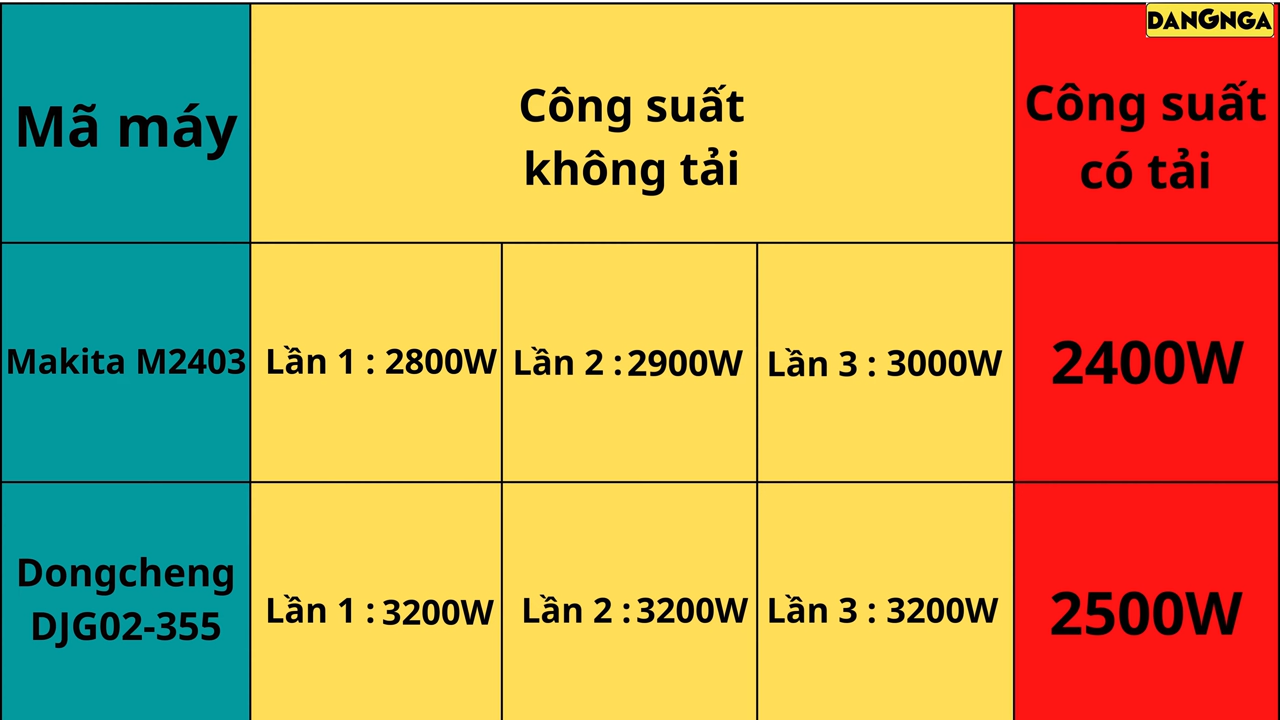 DANGNGA
Mã máy
Công suất
không tải
Công suất
có tải
Makita M2403
Lần 1 : 2800W
Lần 2 : 2900W
Lần 3 : 3000W
2400W
Dongcheng
DJG02-355
Lần 1 : 3200W
Lần 2 : 3200W
Lần 3 : 3200W
2500W